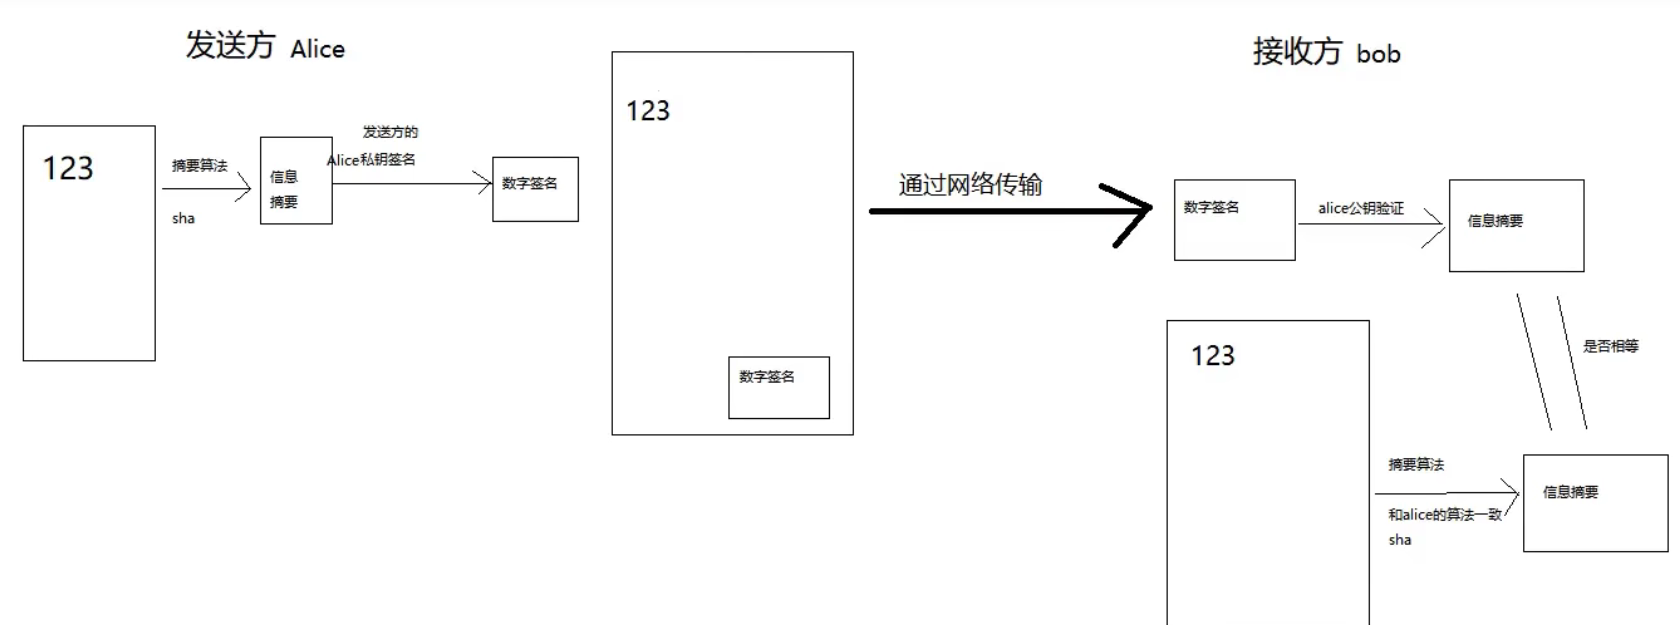 发送方 Alice
接收方 bob
123
摘要算法
sha
信息
摘要
发送方的
Alice私钥签名
数字签名
123
数字签名
通过网络传输
数字签名
alice公钥验证
信息摘要
是否相等
123
摘要算法
和alice的算法一致
sha
信息摘要